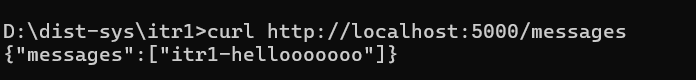 D:\dist-sys\itr1>curl http://localhost:5000/messages
{"messages":["itr1-hellooooooo"]}